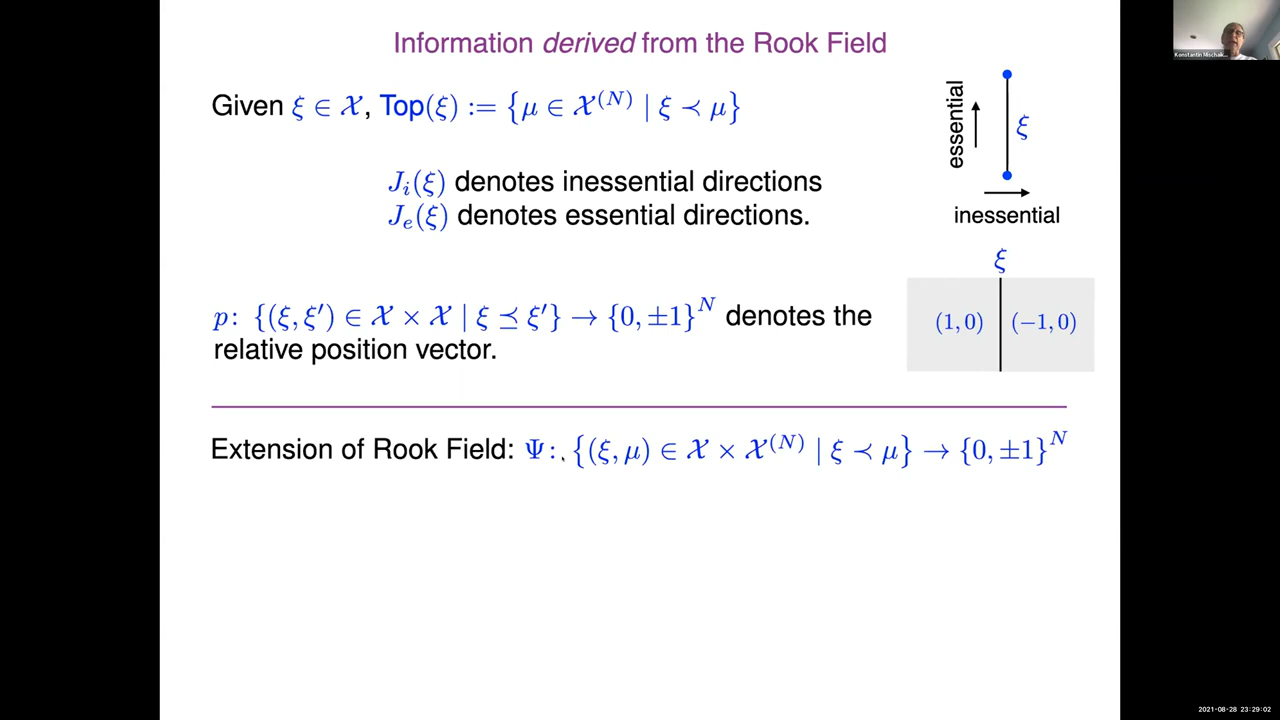 Information derived from the Rook Field
Konstantin Mischaik...
Given ξ ∈ 𝒳, Top(ξ) := {μ ∈ 𝒳^(N) | ξ ≺ μ}
essential
ξ
J_i(ξ) denotes inessential directions
J_e(ξ) denotes essential directions.
inessential
ξ
p: {(ξ, ξ′) ∈ 𝒳 × 𝒳 | ξ ⪯ ξ′} → {0, ±1}^N denotes the
relative position vector.
(1, 0) (−1, 0)
Extension of Rook Field: Ψ: {(ξ, μ) ∈ 𝒳 × 𝒳^(N) | ξ ≺ μ} → {0, ±1}^N
2021-08-28 23:29:02